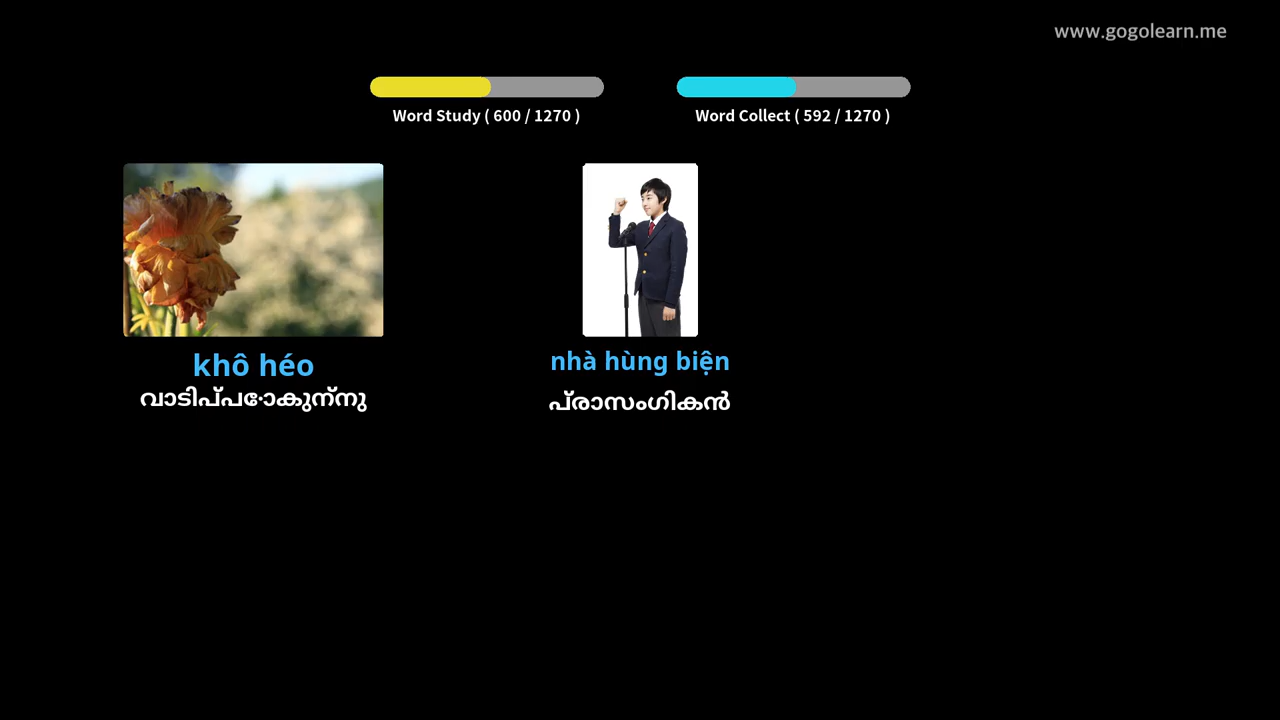 www.gogolearn.me
Word Study ( 600 / 1270 )
Word Collect ( 592 / 1270 )
khô héo
വാടിപ്പോകുന്നു
nhà hùng biện
പ്രാസംഗികൻ